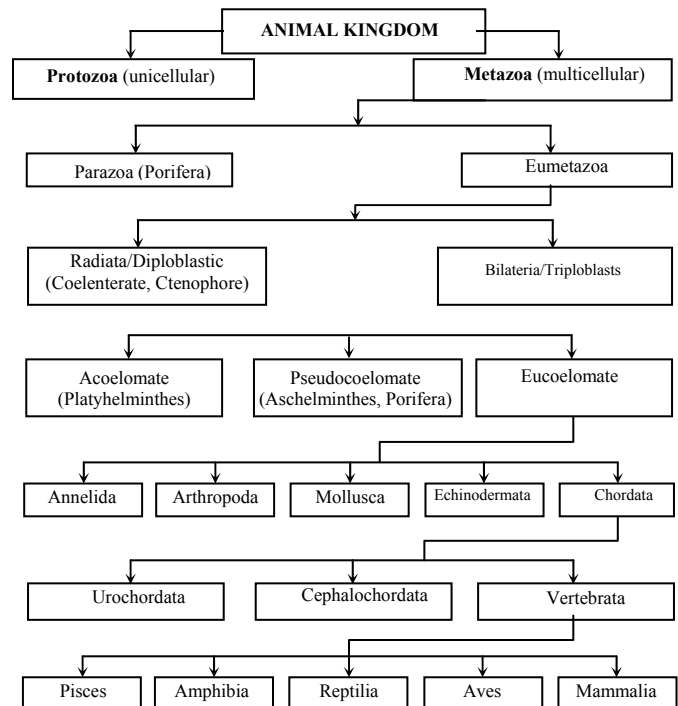 ANIMAL KINGDOM
Protozoa (unicellular)
Metazoa (multicellular)
Parazoa (Porifera)
Eumetazoa
Radiata/Diploblastic
(Coelenterate, Ctenophore)
Bilateria/Triploblasts
Acoelomate
(Platyhelminthes)
Pseudocoelomate
(Aschelminthes, Porifera)
Eucoelomate
Annelida
Arthropoda
Mollusca
Echinodermata
Chordata
Urochordata
Cephalochordata
Vertebrata
Pisces
Amphibia
Reptilia
Aves
Mammalia